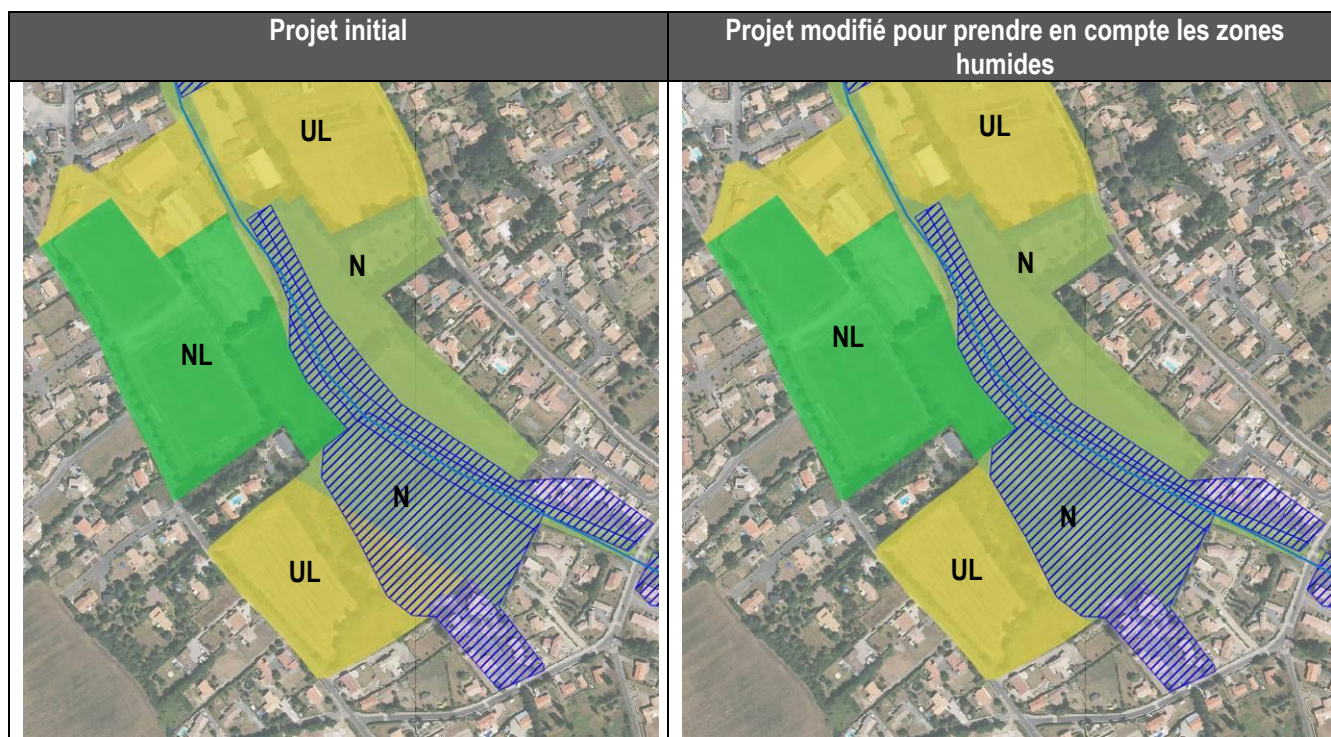 Projet initial
Projet modifié pour prendre en compte les zones
humides
UL
N
NL
N
UL
UL
N
NL
N
UL